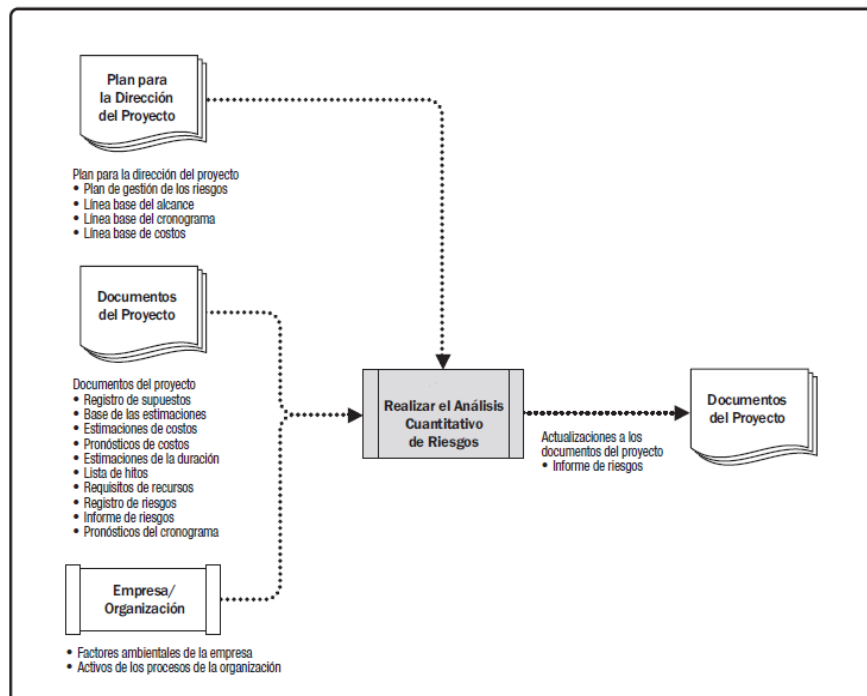 Plan para
la Dirección
del Proyecto
Plan para la dirección del proyecto
• Plan de gestión de los riesgos
• Línea base del alcance
• Línea base del cronograma
• Línea base de costos
Documentos
del Proyecto
Documentos del proyecto
• Registro de supuestos
• Base de las estimaciones
• Estimaciones de costos
• Pronósticos de costos
• Estimaciones de la duración
• Lista de hitos
• Requisitos de recursos
• Registro de riesgos
• Informe de riesgos
• Pronósticos del cronograma
Empresa/
Organización
• Factores ambientales de la empresa
• Activos de los procesos de la organización
Realizar el Análisis
Cuantitativo
de Riesgos
Actualizaciones a los
documentos del proyecto
• Informe de riesgos
Documentos
del Proyecto